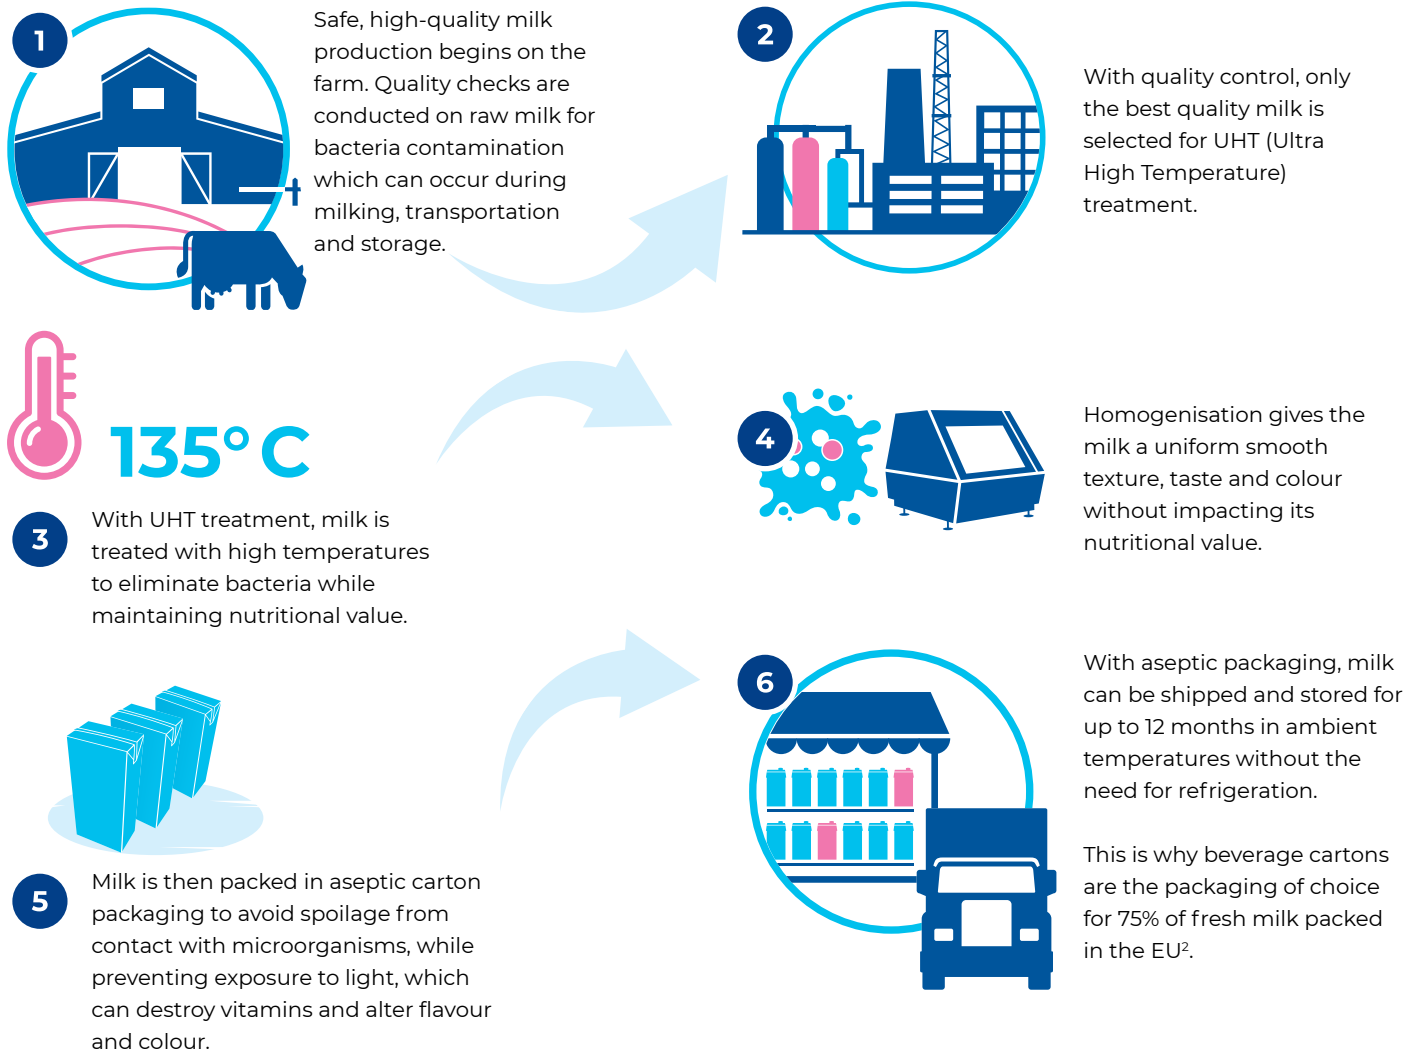 1
Safe, high-quality milk
production begins on the
farm. Quality checks are
conducted on raw milk for
bacteria contamination
which can occur during
milking, transportation
and storage.
2
With quality control, only
the best quality milk is
selected for UHT (Ultra
High Temperature)
treatment.
135° C
3
With UHT treatment, milk is
treated with high temperatures
to eliminate bacteria while
maintaining nutritional value.
4
Homogenisation gives the
milk a uniform smooth
texture, taste and colour
without impacting its
nutritional value.
5
Milk is then packed in aseptic carton
packaging to avoid spoilage from
contact with microorganisms, while
preventing exposure to light, which
can destroy vitamins and alter flavour
and colour.
6
With aseptic packaging, milk
can be shipped and stored for
up to 12 months in ambient
temperatures without the
need for refrigeration.
This is why beverage cartons
are the packaging of choice
for 75% of fresh milk packed
in the EU².